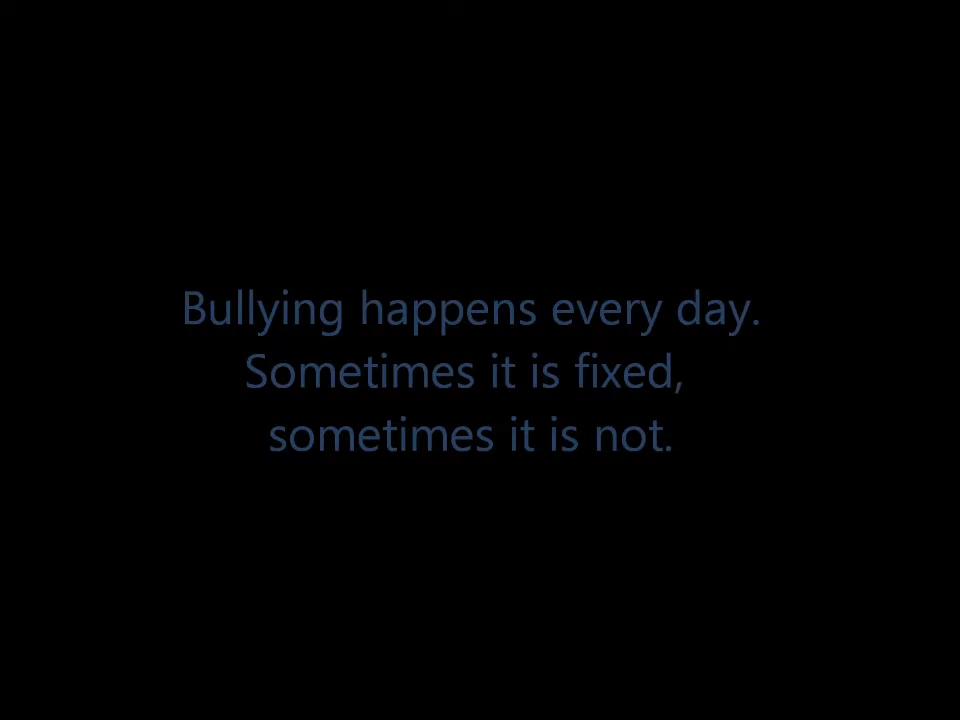 Bullying happens every day.
Sometimes it is fixed,
sometimes it is not.